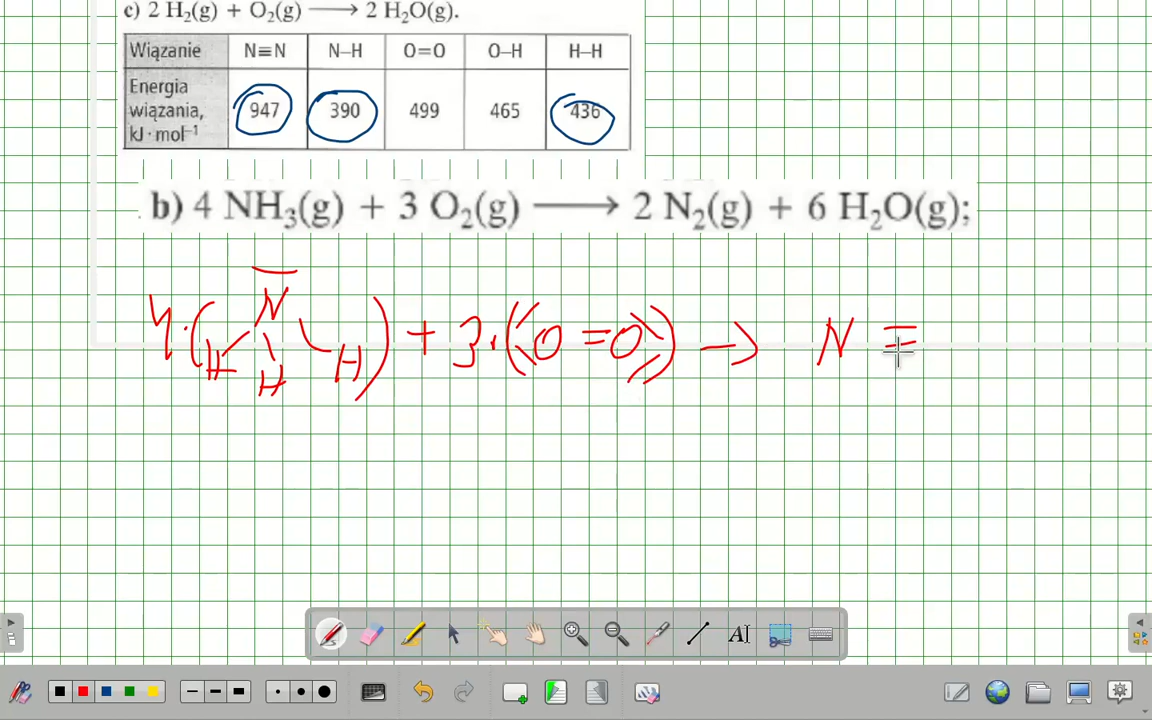 c) 2 H₂(g) + O₂(g) ⟶ 2 H₂O(g).
Wiązanie N≡N N–H O=O O–H H–H
Energia
wiązania, 947 390 499 465 436
kJ·mol⁻¹
b) 4 NH₃(g) + 3 O₂(g) ⟶ 2 N₂(g) + 6 H₂O(g);
N
4·( H H ) + 3·( O = O ) → N =
H
AI